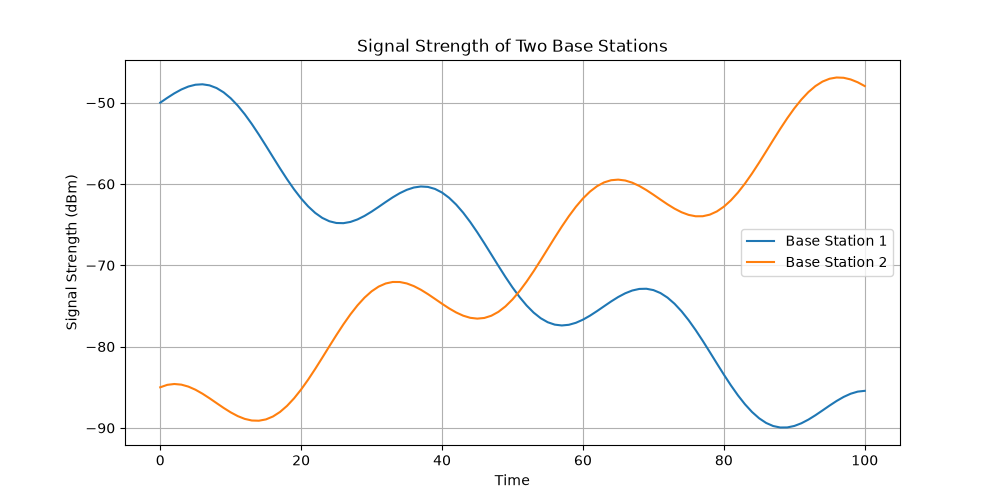 Signal Strength of Two Base Stations
Signal Strength (dBm)
−50
−60
−70
−80
−90
Base Station 1
Base Station 2
0 20 40 60 80 100
Time